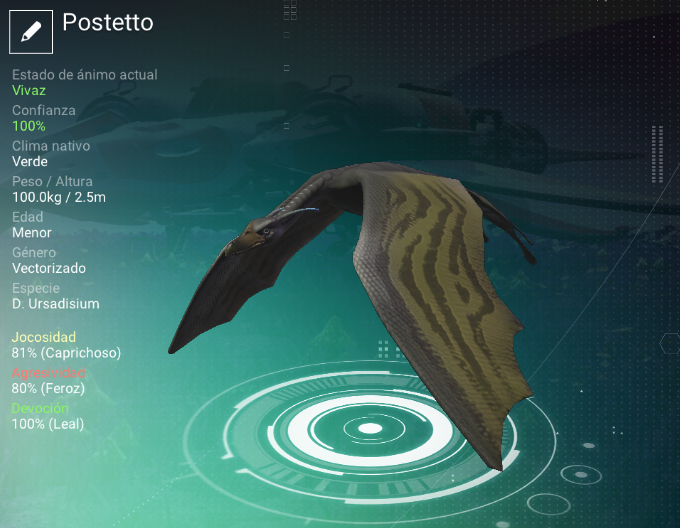 Postetto
Estado de ánimo actual
Vivaz
Confianza
100%
Clima nativo
Verde
Peso / Altura
100.0kg / 2.5m
Edad
Menor
Género
Vectorizado
Especie
D. Ursadisium
Jocosidad
81% (Caprichoso)
Agresividad
80% (Feroz)
Devoción
100% (Leal)